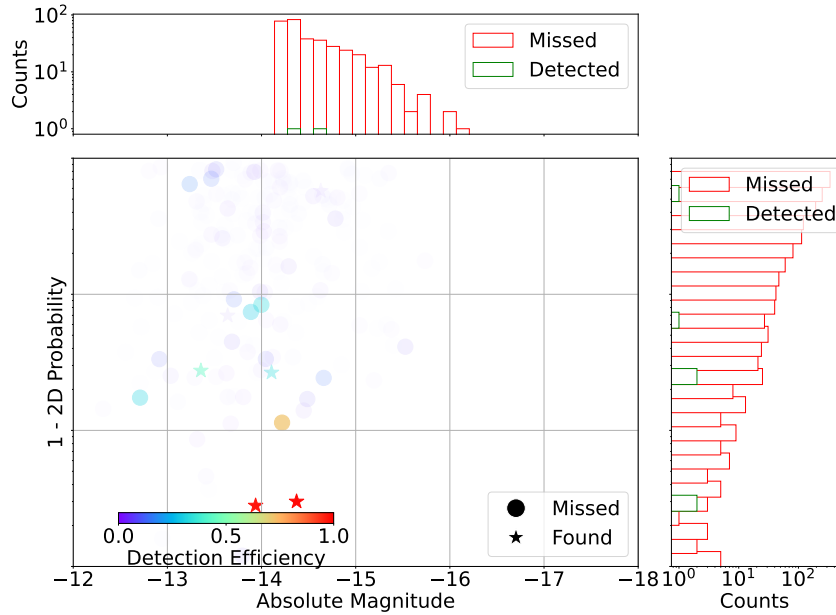 10²
10¹
10⁰
Counts
Missed
Detected
1 - 2D Probability
Missed
Found
0.0 0.5 1.0
Detection Efficiency
−12 −13 −14 −15 −16 −17 −18
Absolute Magnitude
Missed
Detected
10⁰ 10¹ 10²
Counts